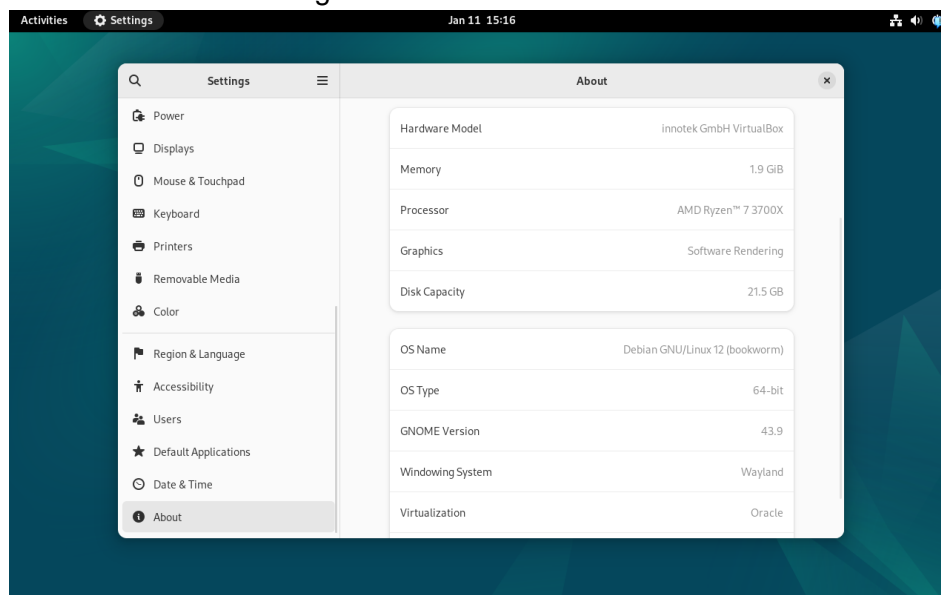 Activities Settings Jan 11 15:16
Settings
About
Power
Displays
Mouse & Touchpad
Keyboard
Printers
Removable Media
Color
Region & Language
Accessibility
Users
Default Applications
Date & Time
About
Hardware Model innotek GmbH VirtualBox
Memory 1.9 GiB
Processor AMD Ryzen™ 7 3700X
Graphics Software Rendering
Disk Capacity 21.5 GB
OS Name Debian GNU/Linux 12 (bookworm)
OS Type 64-bit
GNOME Version 43.9
Windowing System Wayland
Virtualization Oracle